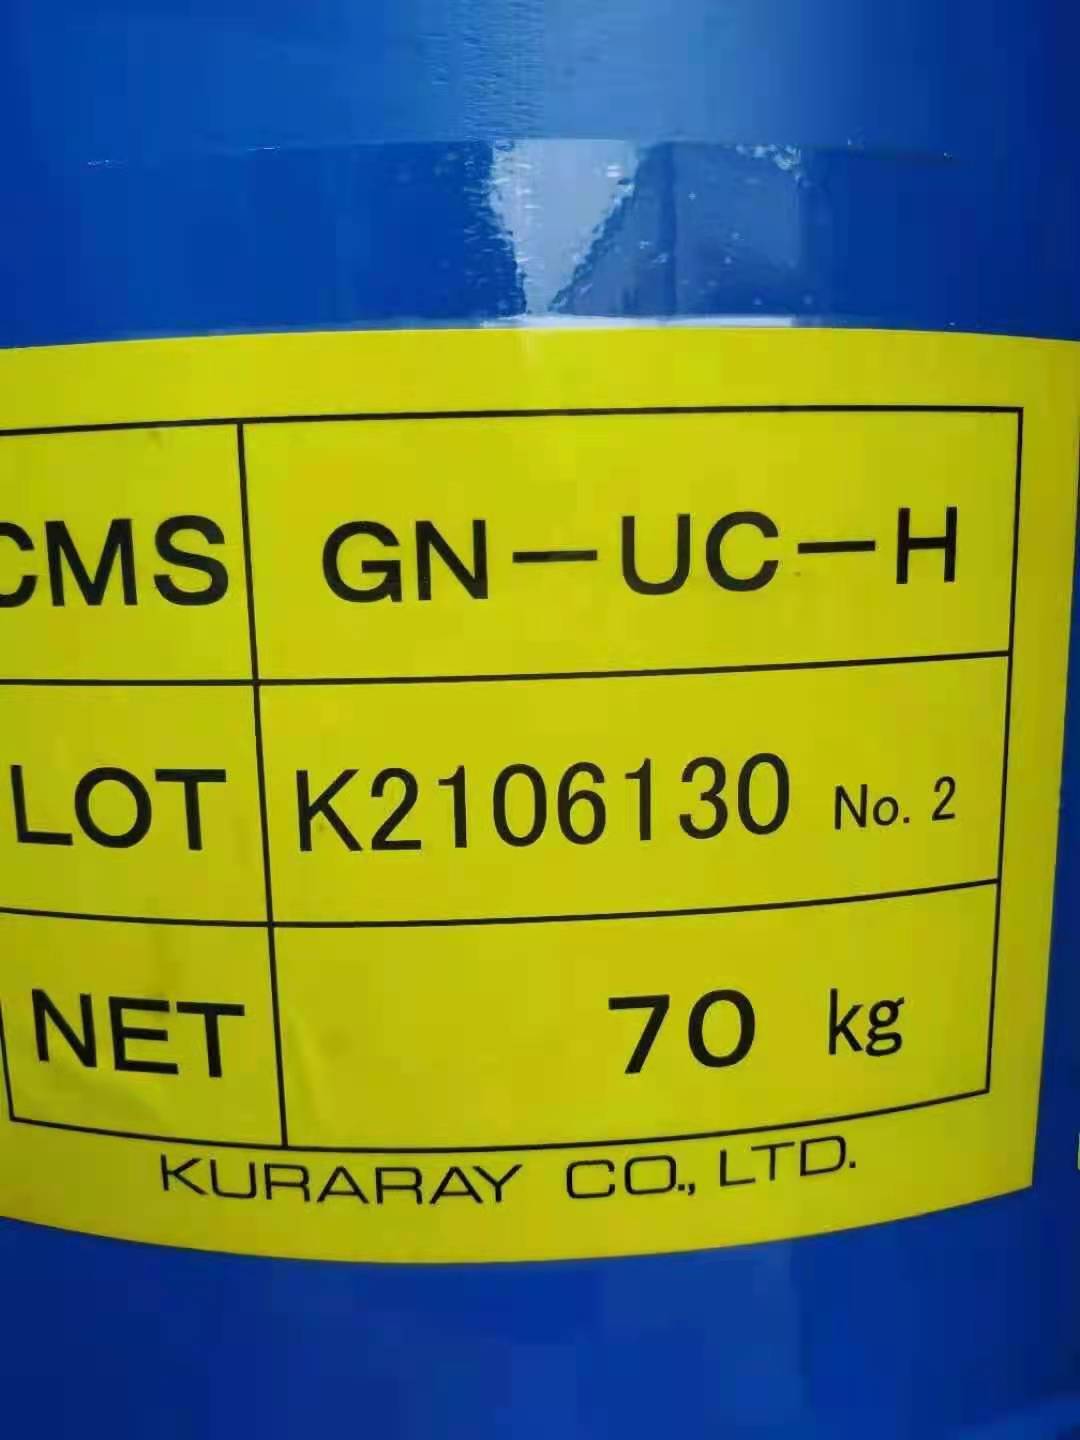 CMS GN-UC-H
LOT K2106130 No. 2
NET 70 kg
KURARAY CO., LTD.